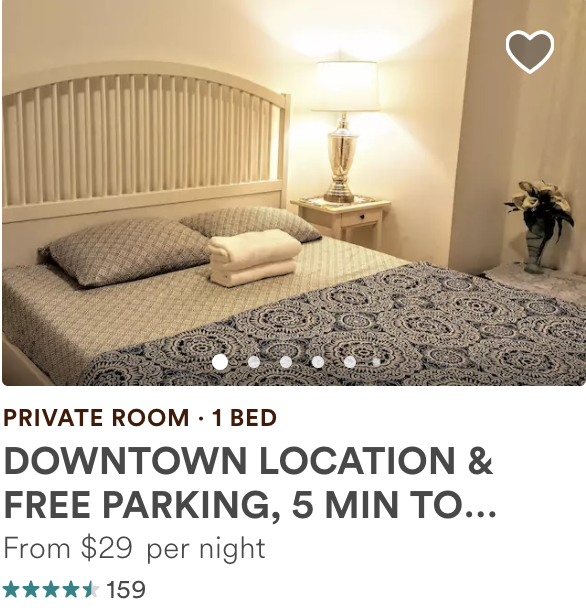 PRIVATE ROOM · 1 BED
DOWNTOWN LOCATION &
FREE PARKING, 5 MIN TO...
From $29 per night
159